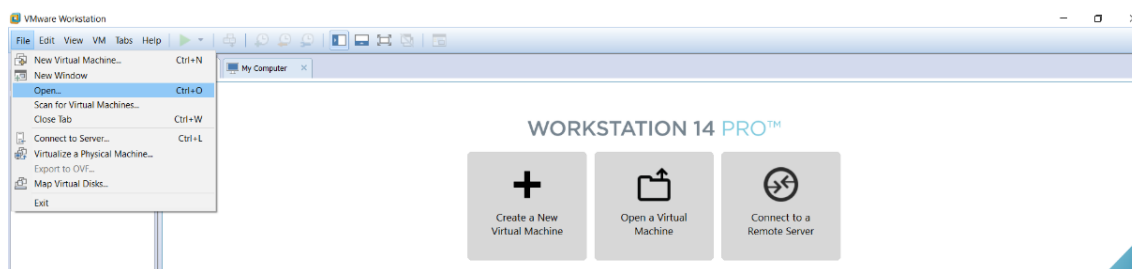 VMware Workstation
File Edit View VM Tabs Help
New Virtual Machine... Ctrl+N
New Window
Open... Ctrl+O
Scan for Virtual Machines...
Close Tab Ctrl+W
Connect to Server... Ctrl+L
Virtualize a Physical Machine...
Export to OVF...
Map Virtual Disks...
Exit
My Computer
WORKSTATION 14 PRO™
Create a New
Virtual Machine
Open a Virtual
Machine
Connect to a
Remote Server